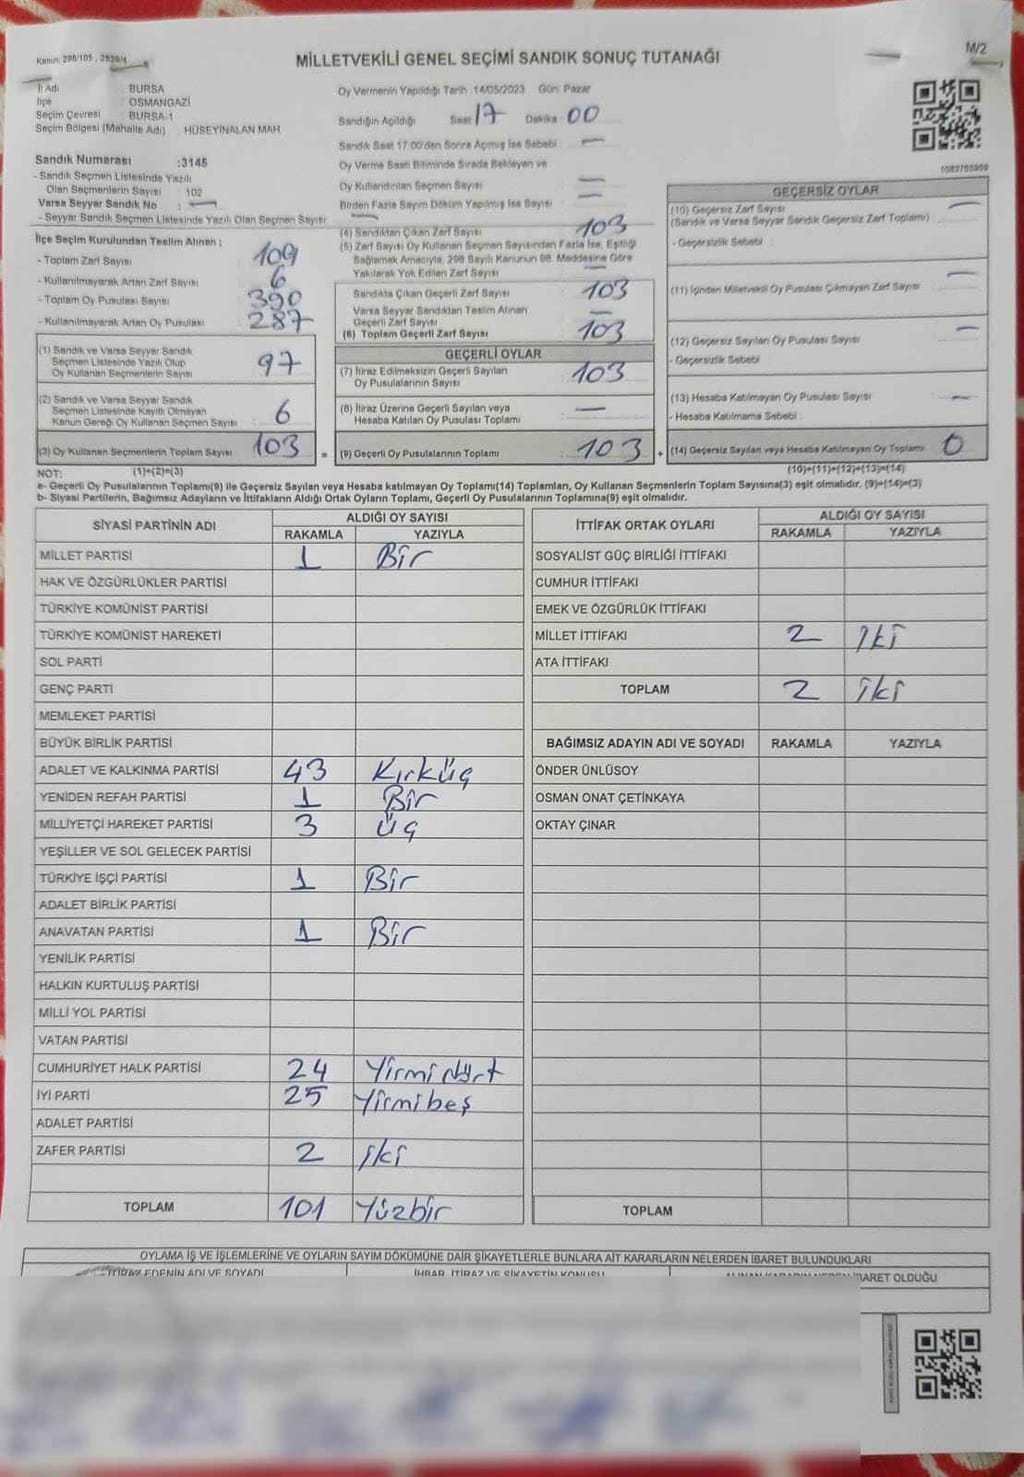 Kanun: 298/105 , 2839/4
MİLLETVEKİLİ GENEL SEÇİMİ SANDIK SONUÇ TUTANAĞI
M/2
İl Adı : BURSA
İlçe : OSMANGAZİ
Seçim Çevresi : BURSA-1
Seçim Bölgesi (Mahalle Adı) : HÜSEYİNALAN MAH
Sandık Numarası :3145
- Sandık Seçmen Listesinde Yazılı
Olan Seçmenlerin Sayısı : 102
Varsa Seyyar Sandık No : —
- Seyyar Sandık Seçmen Listesinde Yazılı Olan Seçmen Sayısı : —
Oy Vermenin Yapıldığı Tarih :14/05/2023 Gün: Pazar
Sandığın Açıldığı Saat 17 Dakika 00
Sandık Saat 17:00'den Sonra Açılmış İse Sebebi —
Oy Verme Saati Bitiminde Sırada Bekleyen ve
Oy Kullandırılan Seçmen Sayısı : —
Birden Fazla Sayım Döküm Yapılmış İse Sayısı : —
İlçe Seçim Kurulundan Teslim Alınan ;
- Toplam Zarf Sayısı : 109
- Kullanılmayarak Artan Zarf Sayısı : 6
- Toplam Oy Pusulası Sayısı : 390
- Kullanılmayarak Artan Oy Pusulası : 287
(1) Sandık ve Varsa Seyyar Sandık
Seçmen Listesinde Yazılı Olup
Oy Kullanan Seçmenlerin Sayısı : 97
(2) Sandık ve Varsa Seyyar Sandık
Seçmen Listesinde Kayıtlı Olmayan
Kanun Gereği Oy Kullanan Seçmen Sayısı : 6
(3) Oy Kullanan Seçmenlerin Toplam Sayısı : 103
(4) Sandıktan Çıkan Zarf Sayısı : 103
(5) Zarf Sayısı Oy Kullanan Seçmen Sayısından Fazla İse, Eşitliği
Sağlamak Amacıyla, 298 Sayılı Kanunun 98. Maddesine Göre
Yakılarak Yok Edilen Zarf Sayısı : —
Sandıkta Çıkan Geçerli Zarf Sayısı : 103
Varsa Seyyar Sandıktan Teslim Alınan
Geçerli Zarf Sayısı : —
(6) Toplam Geçerli Zarf Sayısı : 103
GEÇERLİ OYLAR
(7) İtiraz Edilmeksizin Geçerli Sayılan
Oy Pusulalarının Sayısı : 103
(8) İtiraz Üzerine Geçerli Sayılan veya
Hesaba Katılan Oy Pusulası Toplamı : —
= (9) Geçerli Oy Pusulalarının Toplamı : 103
GEÇERSİZ OYLAR
(10) Geçersiz Zarf Sayısı : —
(Sandık ve Varsa Seyyar Sandık Geçersiz Zarf Toplamı)
- Geçersizlik Sebebi :
(11) İçinden Milletvekili Oy Pusulası Çıkmayan Zarf Sayısı : —
(12) Geçersiz Sayılan Oy Pusulası Sayısı : —
- Geçersizlik Sebebi
(13) Hesaba Katılmayan Oy Pusulası Sayısı : —
- Hesaba Katılmama Sebebi :
+ (14) Geçersiz Sayılan veya Hesaba Katılmayan Oy Toplamı : 0
NOT: (1)+(2)=(3)
(10)+(11)+(12)+(13)=(14)
a- Geçerli Oy Pusulalarının Toplamı(9) ile Geçersiz Sayılan veya Hesaba katılmayan Oy Toplamı(14) Toplamları, Oy Kullanan Seçmenlerin Toplam Sayısına(3) eşit olmalıdır. (9)+(14)=(3)
b- Siyasi Partilerin, Bağımsız Adayların ve İttifakların Aldığı Ortak Oyların Toplamı, Geçerli Oy Pusulalarının Toplamına(9) eşit olmalıdır.
SİYASİ PARTİNİN ADI ALDIĞI OY SAYISI
RAKAMLA YAZIYLA
MİLLET PARTİSİ 1 Bir
HAK VE ÖZGÜRLÜKLER PARTİSİ
TÜRKİYE KOMÜNİST PARTİSİ
TÜRKİYE KOMÜNİST HAREKETİ
SOL PARTİ
GENÇ PARTİ
MEMLEKET PARTİSİ
BÜYÜK BİRLİK PARTİSİ
ADALET VE KALKINMA PARTİSİ 43 Kırküç
YENİDEN REFAH PARTİSİ 1 Bir
MİLLİYETÇİ HAREKET PARTİSİ 3 Üç
YEŞİLLER VE SOL GELECEK PARTİSİ
TÜRKİYE İŞÇİ PARTİSİ 1 Bir
ADALET BİRLİK PARTİSİ
ANAVATAN PARTİSİ 1 Bir
YENİLİK PARTİSİ
HALKIN KURTULUŞ PARTİSİ
MİLLİ YOL PARTİSİ
VATAN PARTİSİ
CUMHURİYET HALK PARTİSİ 24 Yirmi dört
İYİ PARTİ 25 Yirmibeş
ADALET PARTİSİ
ZAFER PARTİSİ 2 iki
TOPLAM 101 Yüzbir
İTTİFAK ORTAK OYLARI ALDIĞI OY SAYISI
RAKAMLA YAZIYLA
SOSYALİST GÜÇ BİRLİĞİ İTTİFAKI
CUMHUR İTTİFAKI
EMEK VE ÖZGÜRLÜK İTTİFAKI
MİLLET İTTİFAKI 2 İki
ATA İTTİFAKI
TOPLAM 2 iki
BAĞIMSIZ ADAYIN ADI VE SOYADI RAKAMLA YAZIYLA
ÖNDER ÜNLÜSOY
OSMAN ONAT ÇETİNKAYA
OKTAY ÇINAR
TOPLAM
OYLAMA İŞ VE İŞLEMLERİNE VE OYLARIN SAYIM DÖKÜMÜNE DAİR ŞİKAYETLERLE BUNLARA AİT KARARLARIN NELERDEN İBARET BULUNDUKLARI
İTİRAZ EDENİN ADI VE SOYADI İHBAR, İTİRAZ VE ŞİKAYETİN KONUSU ALINAN KARARIN NEDEN İBARET OLDUĞU